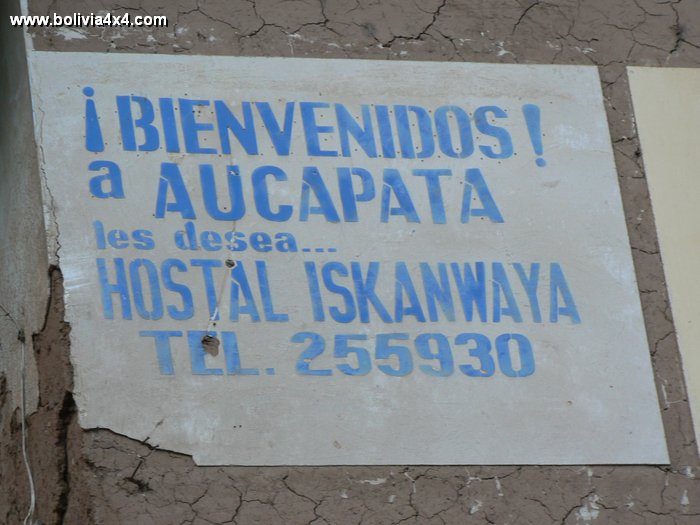 www.bolivia4x4.com
¡BIENVENIDOS!
a AUCAPATA
les desea...
HOSTAL ISKANWAYA
TEL. 255930